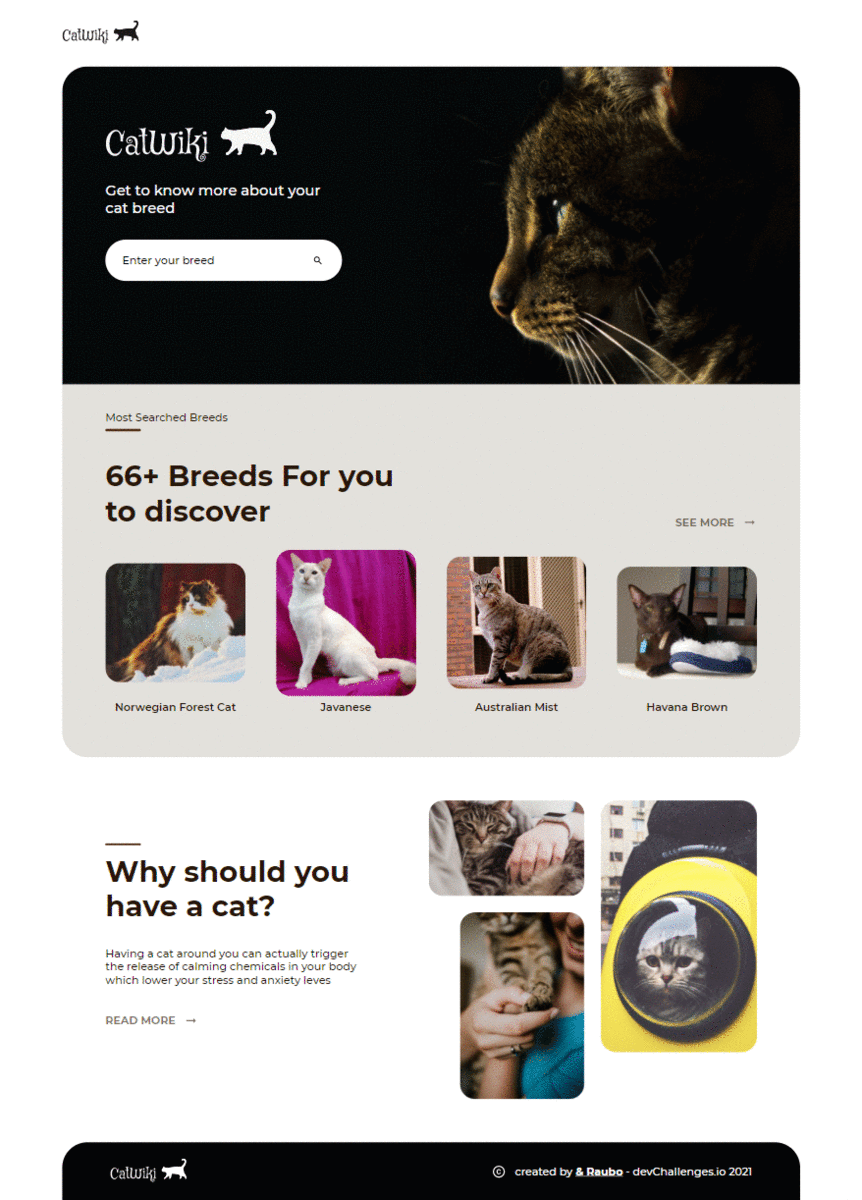 CatWiki
CatWiki
Get to know more about your
cat breed
Enter your breed
Most Searched Breeds
66+ Breeds For you
to discover
SEE MORE →
Norwegian Forest Cat
Javanese
Australian Mist
Havana Brown
Why should you
have a cat?
Having a cat around you can actually trigger
the release of calming chemicals in your body
which lower your stress and anxiety leves
READ MORE →
CatWiki
© created by & Raubo - devChallenges.io 2021